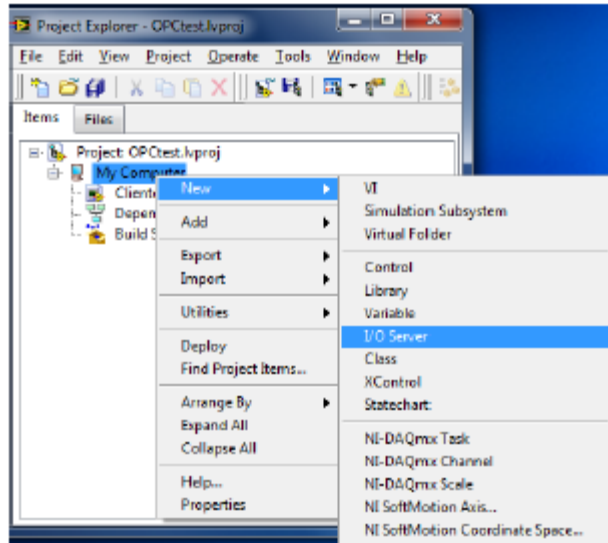 Project Explorer - OPCtest.lvproj
File Edit View Project Operate Tools Window Help
Items Files
Project: OPCtest.lvproj
My Computer
Client
Depen
Build S
New
Add
Export
Import
Utilities
Deploy
Find Project Items...
Arrange By
Expand All
Collapse All
Help...
Properties
VI
Simulation Subsystem
Virtual Folder
Control
Library
Variable
I/O Server
Class
XControl
Statechart
NI-DAQmx Task
NI-DAQmx Channel
NI-DAQmx Scale
NI SoftMotion Axis...
NI SoftMotion Coordinate Space...